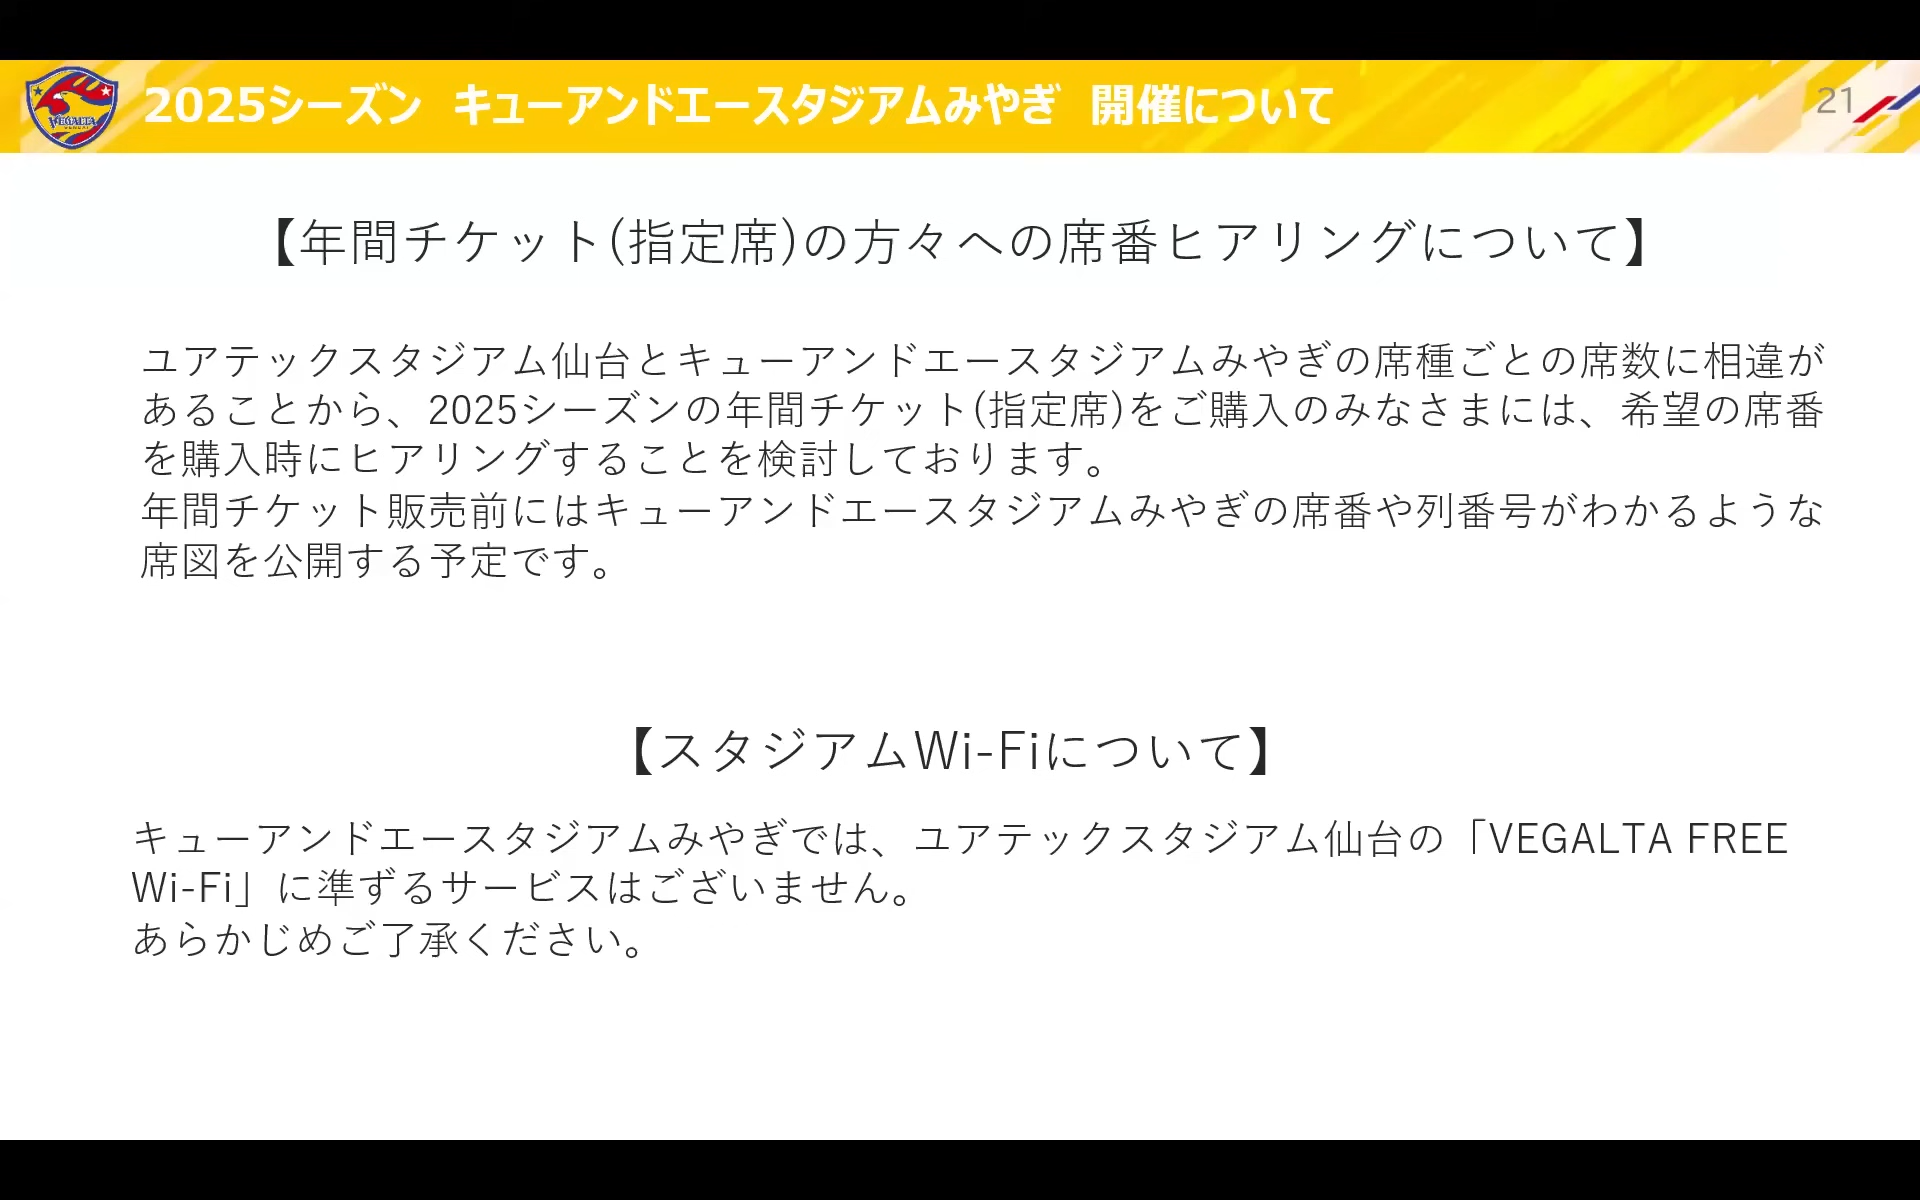 2025シーズン　キューアンドエースタジアムみやぎ　開催について
21
VEGALTA
【年間チケット(指定席)の方々への席番ヒアリングについて】
ユアテックスタジアム仙台とキューアンドエースタジアムみやぎの席種ごとの席数に相違が
あることから、2025シーズンの年間チケット(指定席)をご購入のみなさまには、希望の席番
を購入時にヒアリングすることを検討しております。
年間チケット販売前にはキューアンドエースタジアムみやぎの席番や列番号がわかるような
席図を公開する予定です。
【スタジアムWi-Fiについて】
キューアンドエースタジアムみやぎでは、ユアテックスタジアム仙台の「VEGALTA FREE
Wi-Fi」に準ずるサービスはございません。
あらかじめご了承ください。